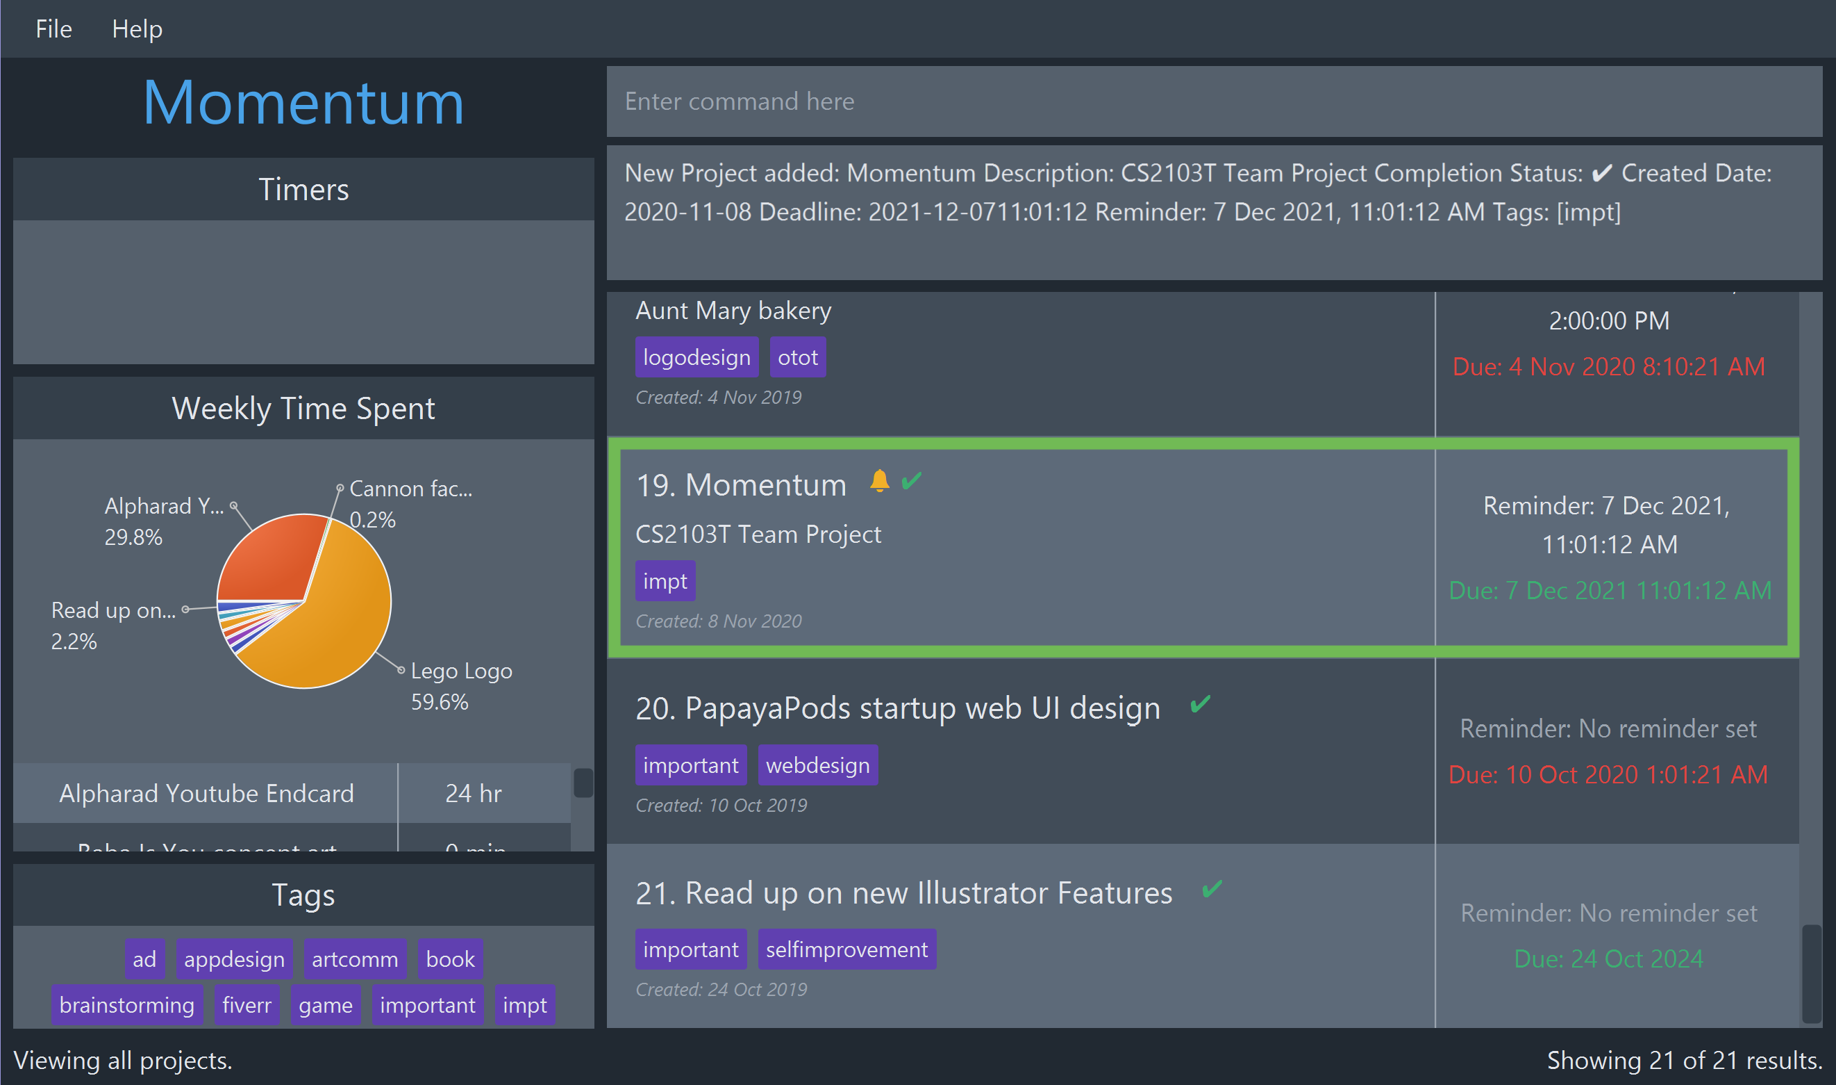 File Help
Momentum
Timers
Weekly Time Spent
Alpharad Y...
29.8%
Cannon fac...
0.2%
Read up on...
2.2%
Lego Logo
59.6%
Alpharad Youtube Endcard 24 hr
Baba Is You concept art 0 min
Tags
ad appdesign artcomm book
brainstorming fiverr game important impt
Enter command here
New Project added: Momentum Description: CS2103T Team Project Completion Status: ✔ Created Date:
2020-11-08 Deadline: 2021-12-0711:01:12 Reminder: 7 Dec 2021, 11:01:12 AM Tags: [impt]
Aunt Mary bakery
logodesign otot
Created: 4 Nov 2019
2:00:00 PM
Due: 4 Nov 2020 8:10:21 AM
19. Momentum
CS2103T Team Project
impt
Created: 8 Nov 2020
Reminder: 7 Dec 2021,
11:01:12 AM
Due: 7 Dec 2021 11:01:12 AM
20. PapayaPods startup web UI design
important webdesign
Created: 10 Oct 2019
Reminder: No reminder set
Due: 10 Oct 2020 1:01:21 AM
21. Read up on new Illustrator Features
important selfimprovement
Created: 24 Oct 2019
Reminder: No reminder set
Due: 24 Oct 2024
Viewing all projects.
Showing 21 of 21 results.